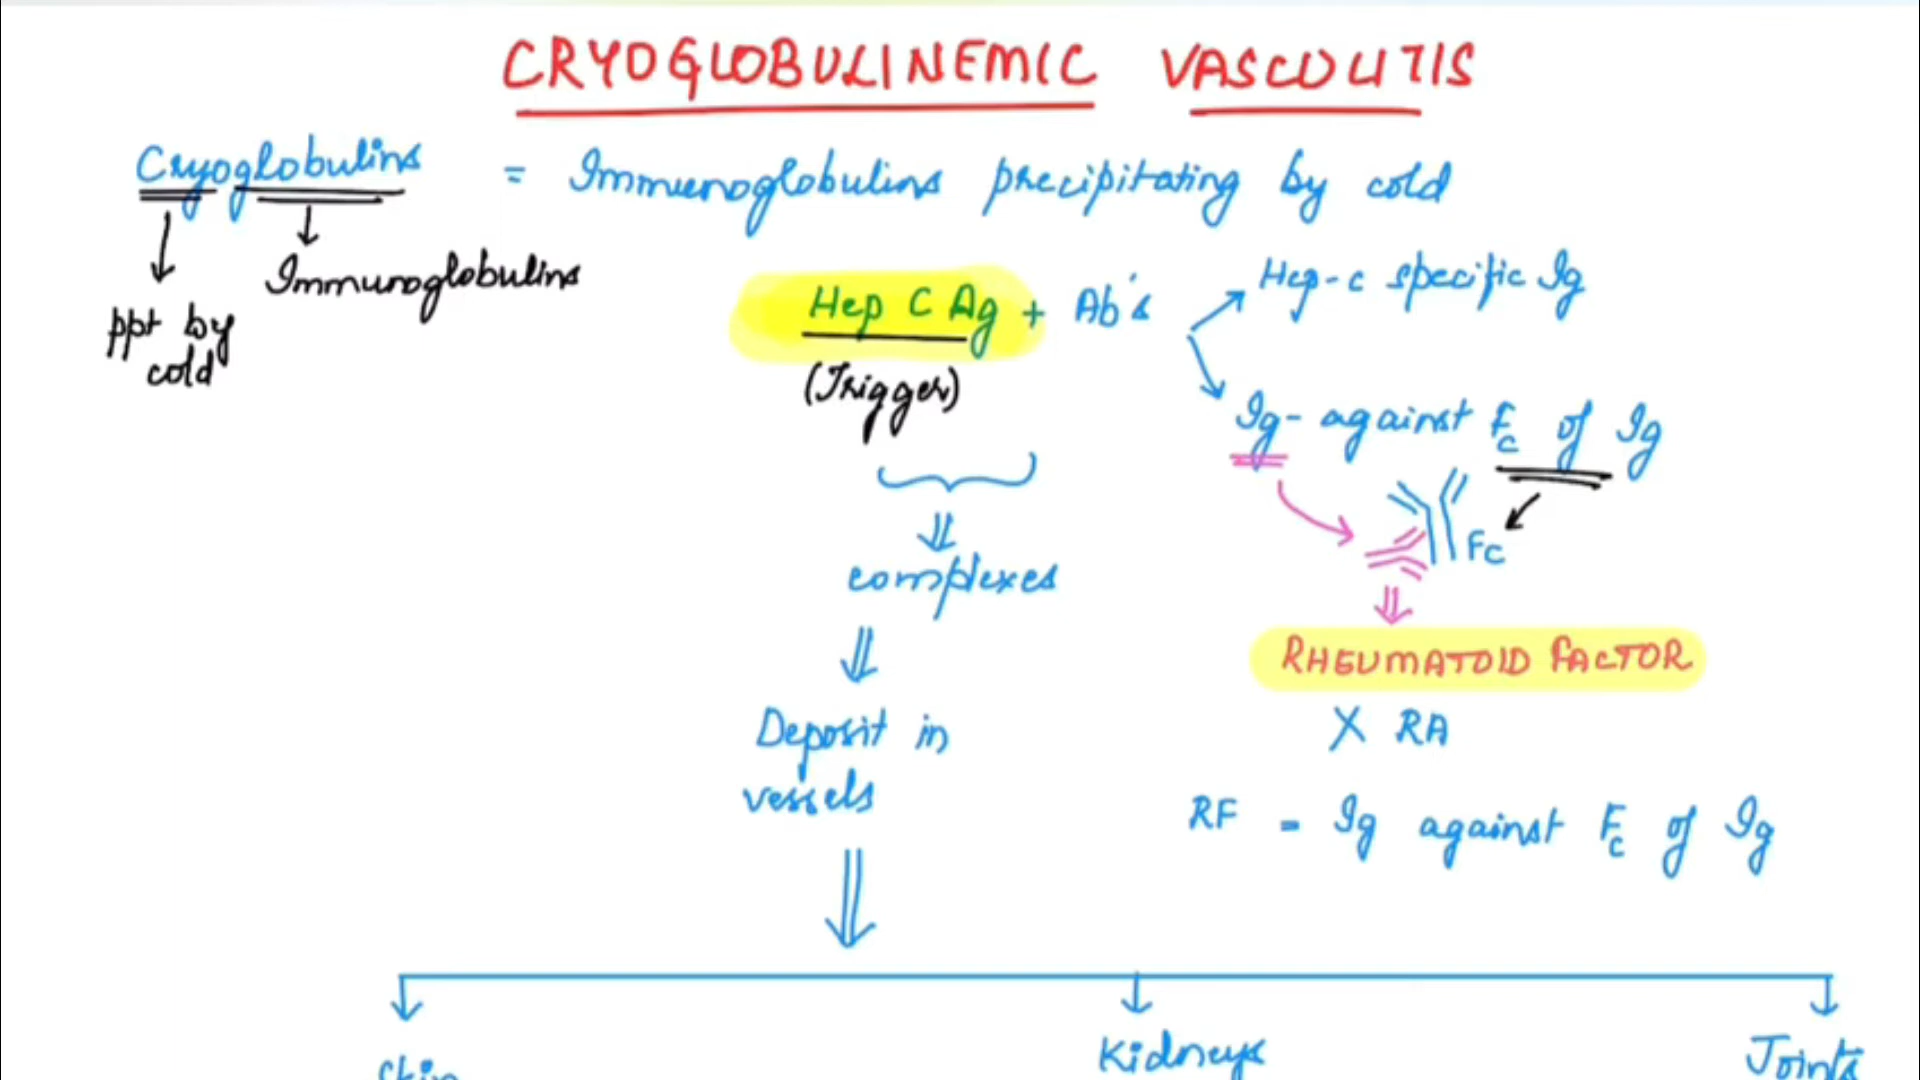 CRYOGLOBULINEMIC VASCULITIS
Cryoglobulins = Immunoglobulins precipitating by cold
Immunoglobulins
ppt by
cold
Hep C Ag + Ab's
(Trigger)
Hep-c specific Ig
Ig- against Fc of Ig
Fc
complexes
RHEUMATOID FACTOR
X RA
Deposit in
vessels
RF = Ig against Fc of Ig
Skin
Kidneys
Joints